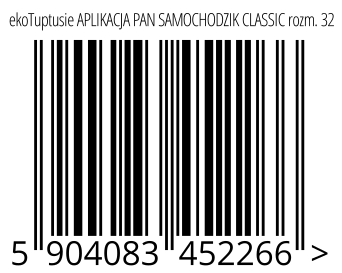 ekoTuptusie APLIKACJA PAN SAMOCHODZIK CLASSIC rozm. 32
5 904083 452266 >